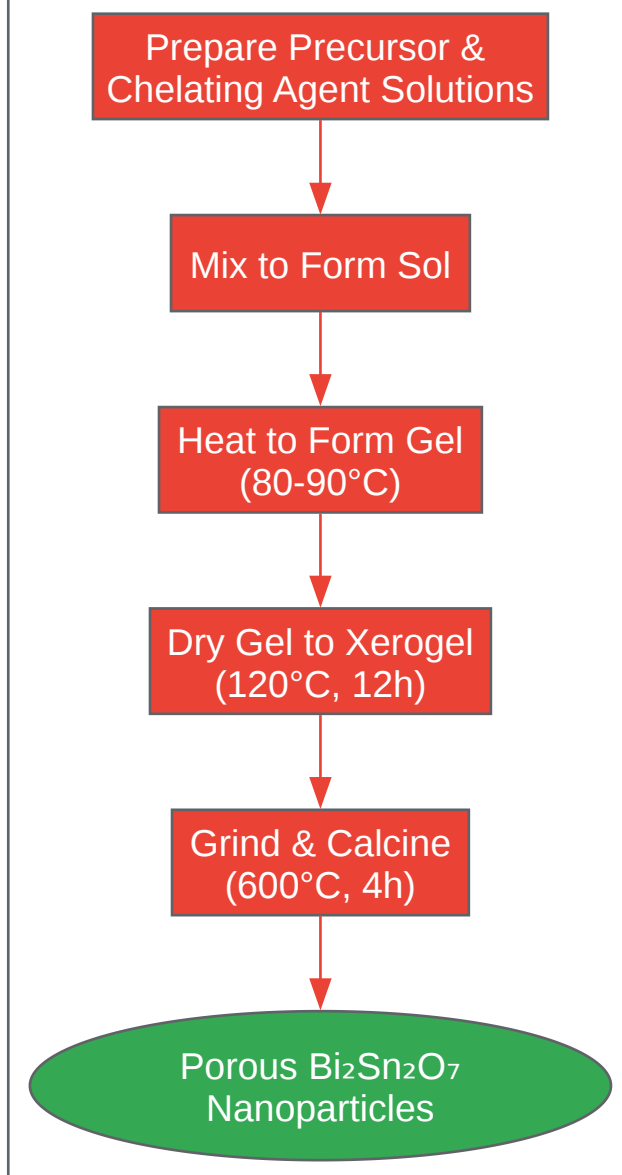 Prepare Precursor &
Chelating Agent Solutions
Mix to Form Sol
Heat to Form Gel
(80-90°C)
Dry Gel to Xerogel
(120°C, 12h)
Grind & Calcine
(600°C, 4h)
Porous Bi₂Sn₂O₇
Nanoparticles